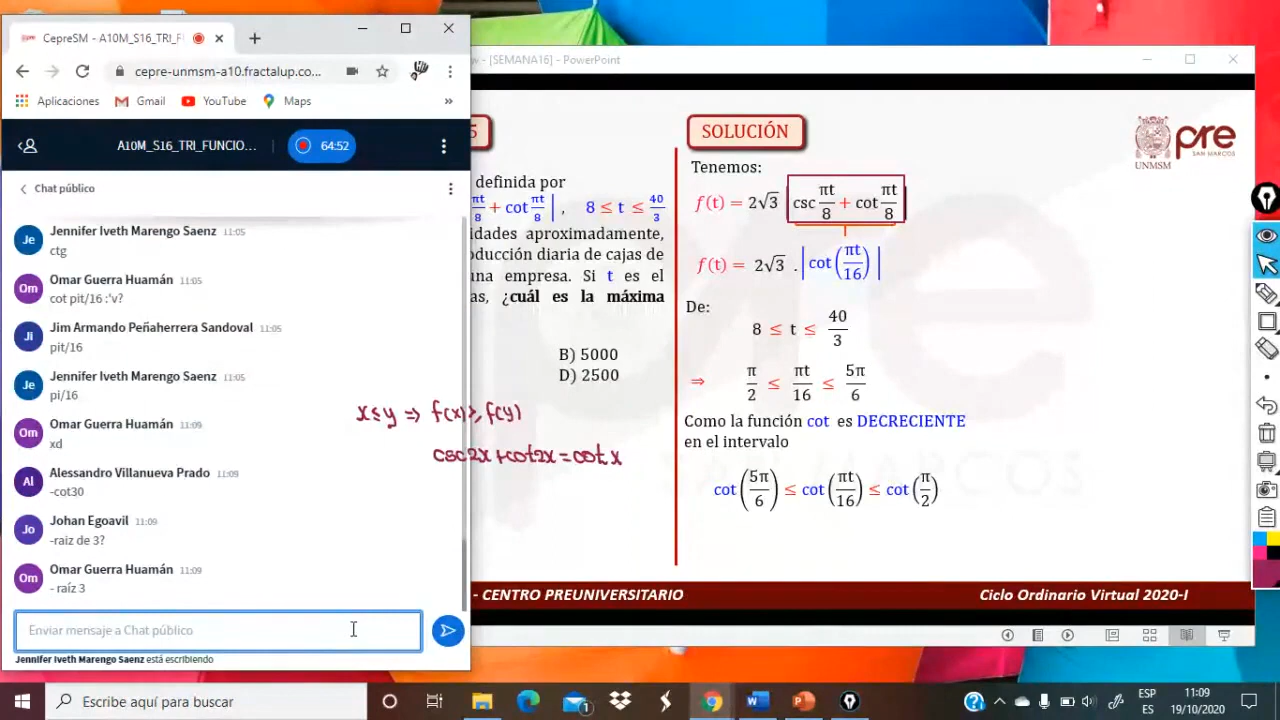 CepreSM - A10M_S16_TRI_F
cepre-unmsm-a10.fractalup.co...
Aplicaciones Gmail YouTube Maps »
A10M_S16_TRI_FUNCIO... 64:52
Chat público
Jennifer Iveth Marengo Saenz 11:05
ctg
Omar Guerra Huamán 11:05
cot pit/16 :'v?
Jim Armando Peñaherrera Sandoval 11:05
pit/16
Jennifer Iveth Marengo Saenz 11:05
pi/16
Omar Guerra Huamán 11:09
xd
Alessandro Villanueva Prado 11:09
-cot30
Johan Egoavil 11:09
-raiz de 3?
Omar Guerra Huamán 11:09
- raíz 3
Enviar mensaje a Chat público
Jennifer Iveth Marengo Saenz está escribiendo
- [SEMANA16] - PowerPoint
5
definida por
πt/8 + cot πt/8 | , 8 ≤ t ≤ 40/3
idades aproximadamente,
oducción diaria de cajas de
una empresa. Si t es el
as, ¿cuál es la máxima
B) 5000
D) 2500
x ≤ y ⇒ f(x) ≥ f(y)
csc2x + cot2x = cot x
SOLUCIÓN
Tenemos:
f(t) = 2√3 | csc πt/8 + cot πt/8 |
f(t) = 2√3 . | cot (πt/16) |
De:
8 ≤ t ≤ 40/3
⇒ π/2 ≤ πt/16 ≤ 5π/6
Como la función cot es DECRECIENTE
en el intervalo
cot (5π/6) ≤ cot (πt/16) ≤ cot (π/2)
UNMSM pre SAN MARCOS
- CENTRO PREUNIVERSITARIO Ciclo Ordinario Virtual 2020-I
Escribe aquí para buscar
ESP
ES
11:09
19/10/2020